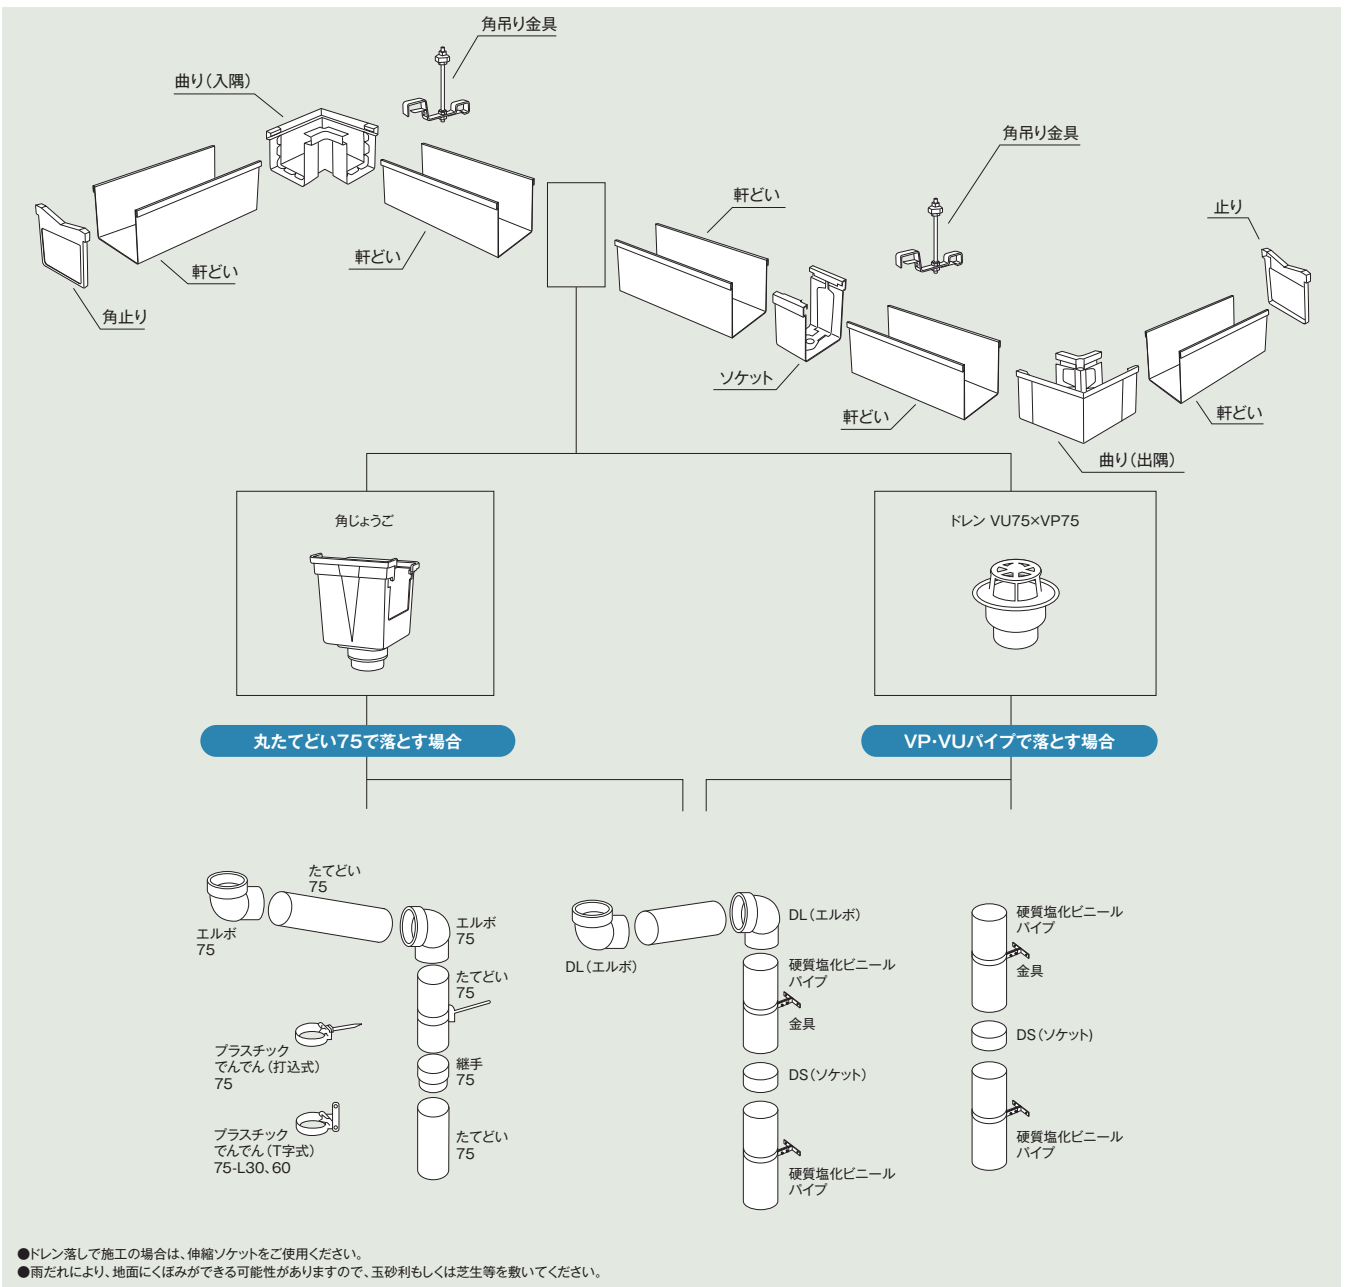 角吊り金具
曲り(入隅)
角吊り金具
軒どい
止り
軒どい
軒どい
角止り
ソケット
軒どい
軒どい
曲り(出隅)
角じょうご
ドレン VU75×VP75
丸たてどい75で落とす場合
VP・VUパイプで落とす場合
たてどい
75
エルボ
75
エルボ
75
たてどい
75
プラスチック
でんでん(打込式)
75
継手
75
プラスチック
でんでん(T字式)
75-L30、60
たてどい
75
DL(エルボ)
DL(エルボ)
硬質塩化ビニール
パイプ
金具
DS(ソケット)
硬質塩化ビニール
パイプ
硬質塩化ビニール
パイプ
金具
DS(ソケット)
硬質塩化ビニール
パイプ
●ドレン落しで施工の場合は、伸縮ソケットをご使用ください。
●雨だれにより、地面にくぼみができる可能性がありますので、玉砂利もしくは芝生等を敷いてください。